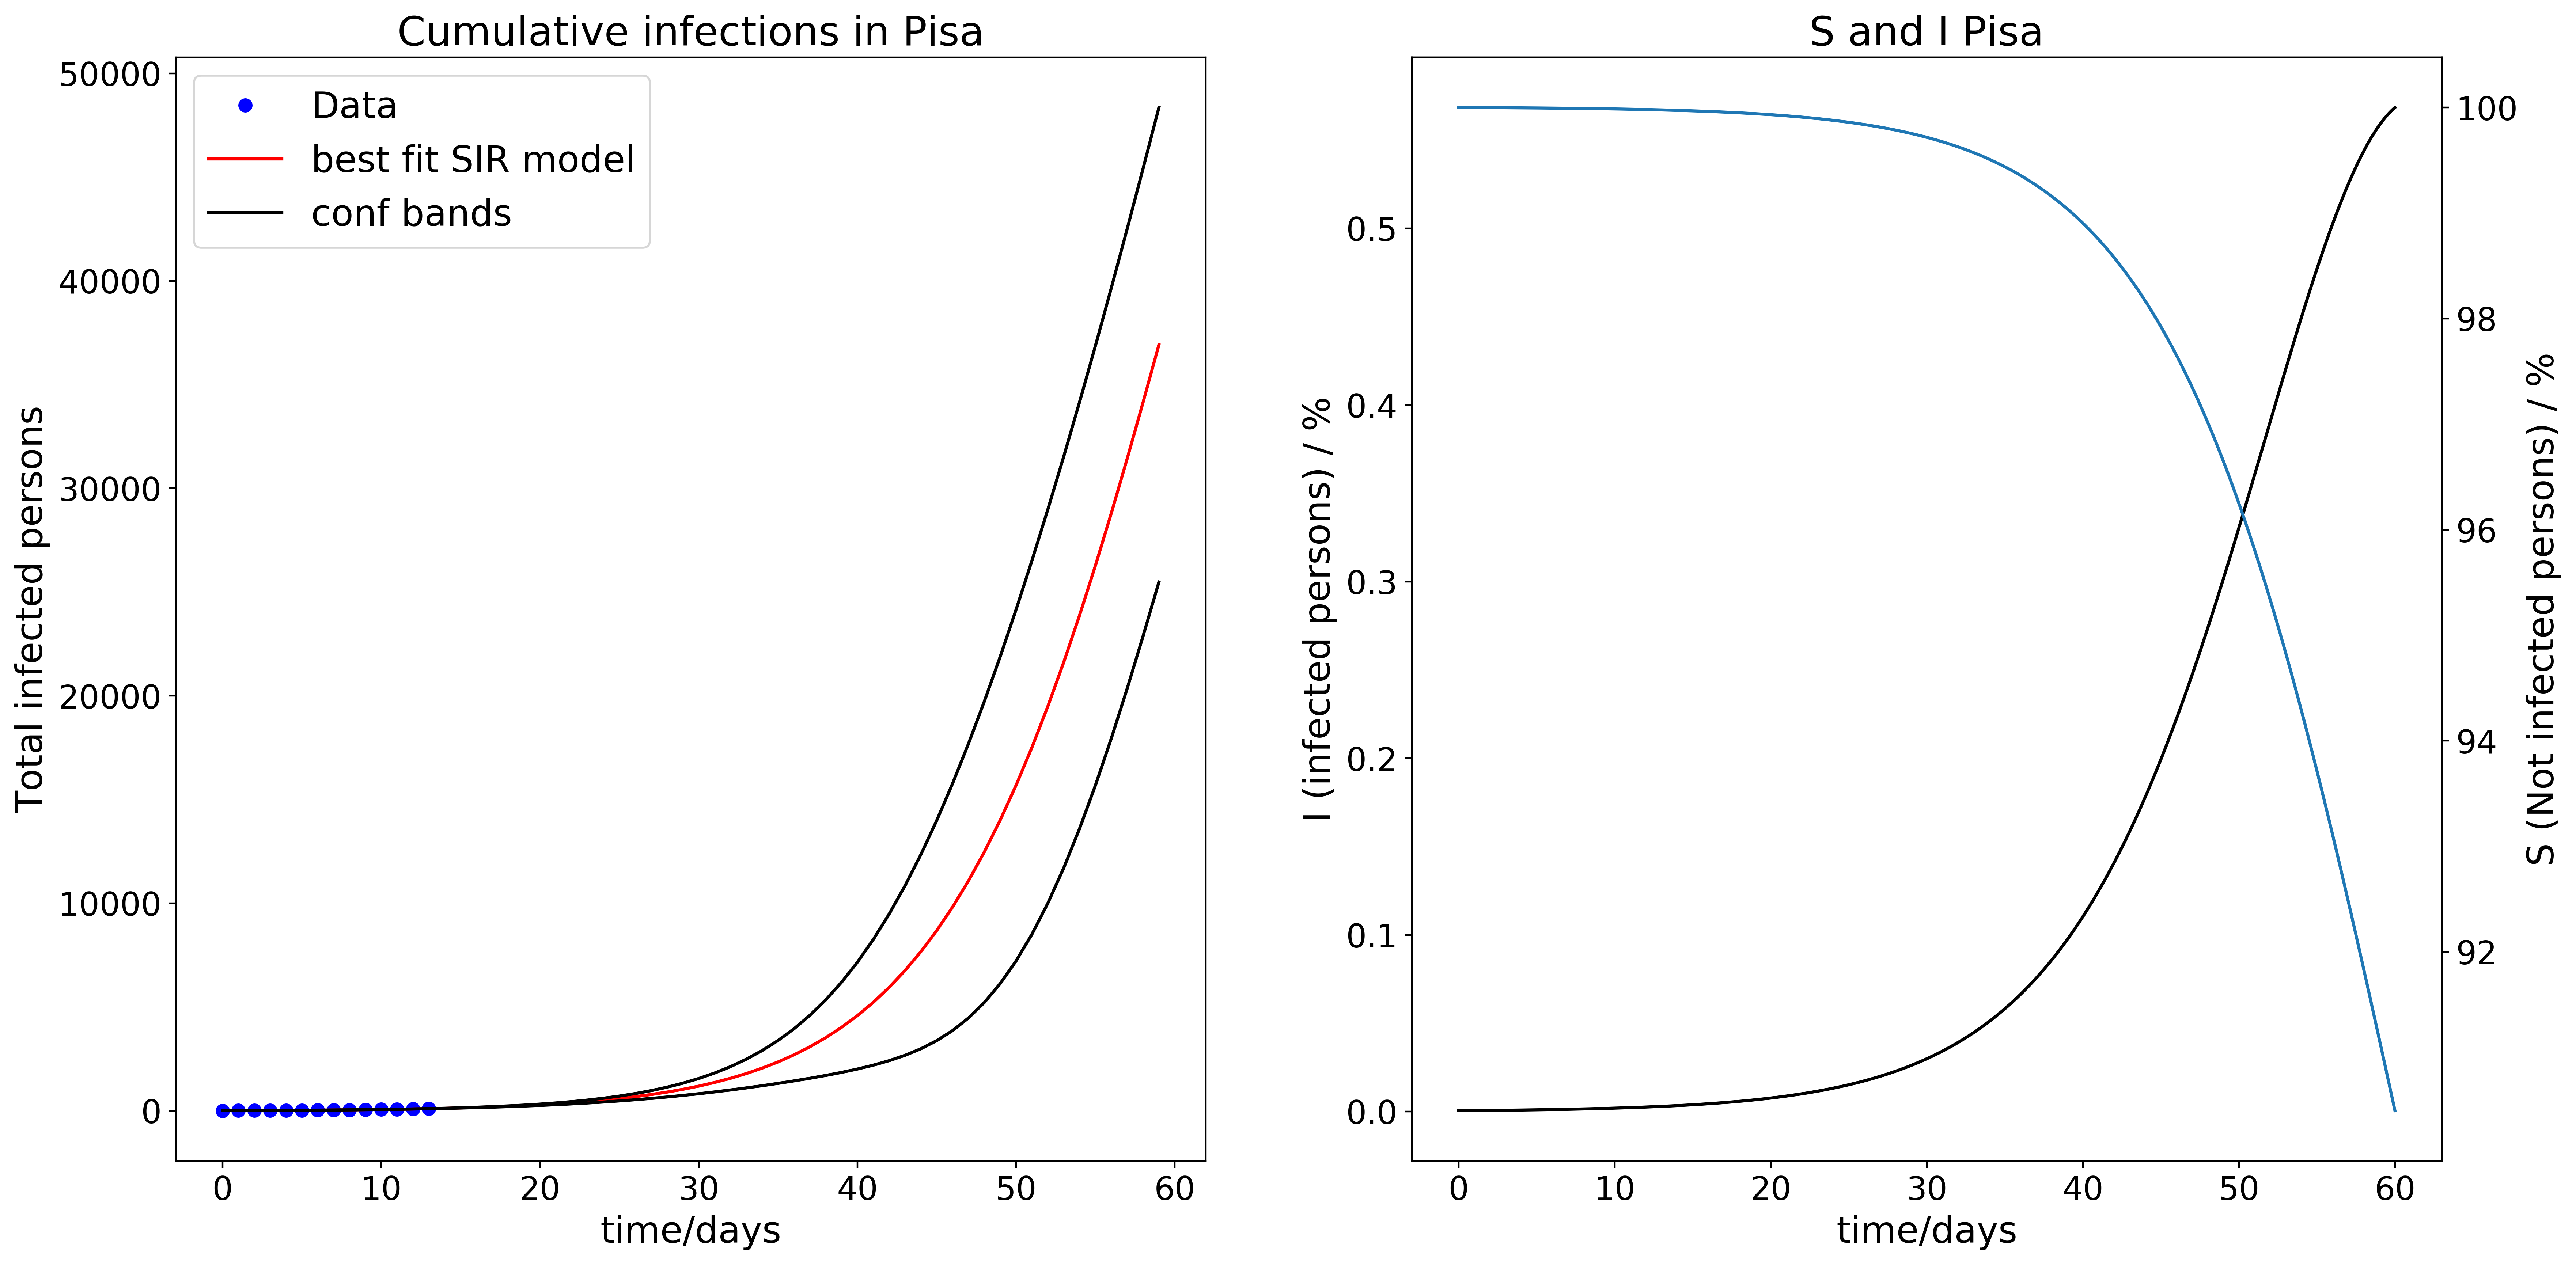 Cumulative infections in Pisa
50000
40000
30000
20000
10000
0
Total infected persons
Data
best fit SIR model
conf bands
0 10 20 30 40 50 60
time/days
S and I Pisa
0.5
0.4
0.3
0.2
0.1
0.0
I (infected persons) / %
100
98
96
94
92
S (Not infected persons) / %
0 10 20 30 40 50 60
time/days